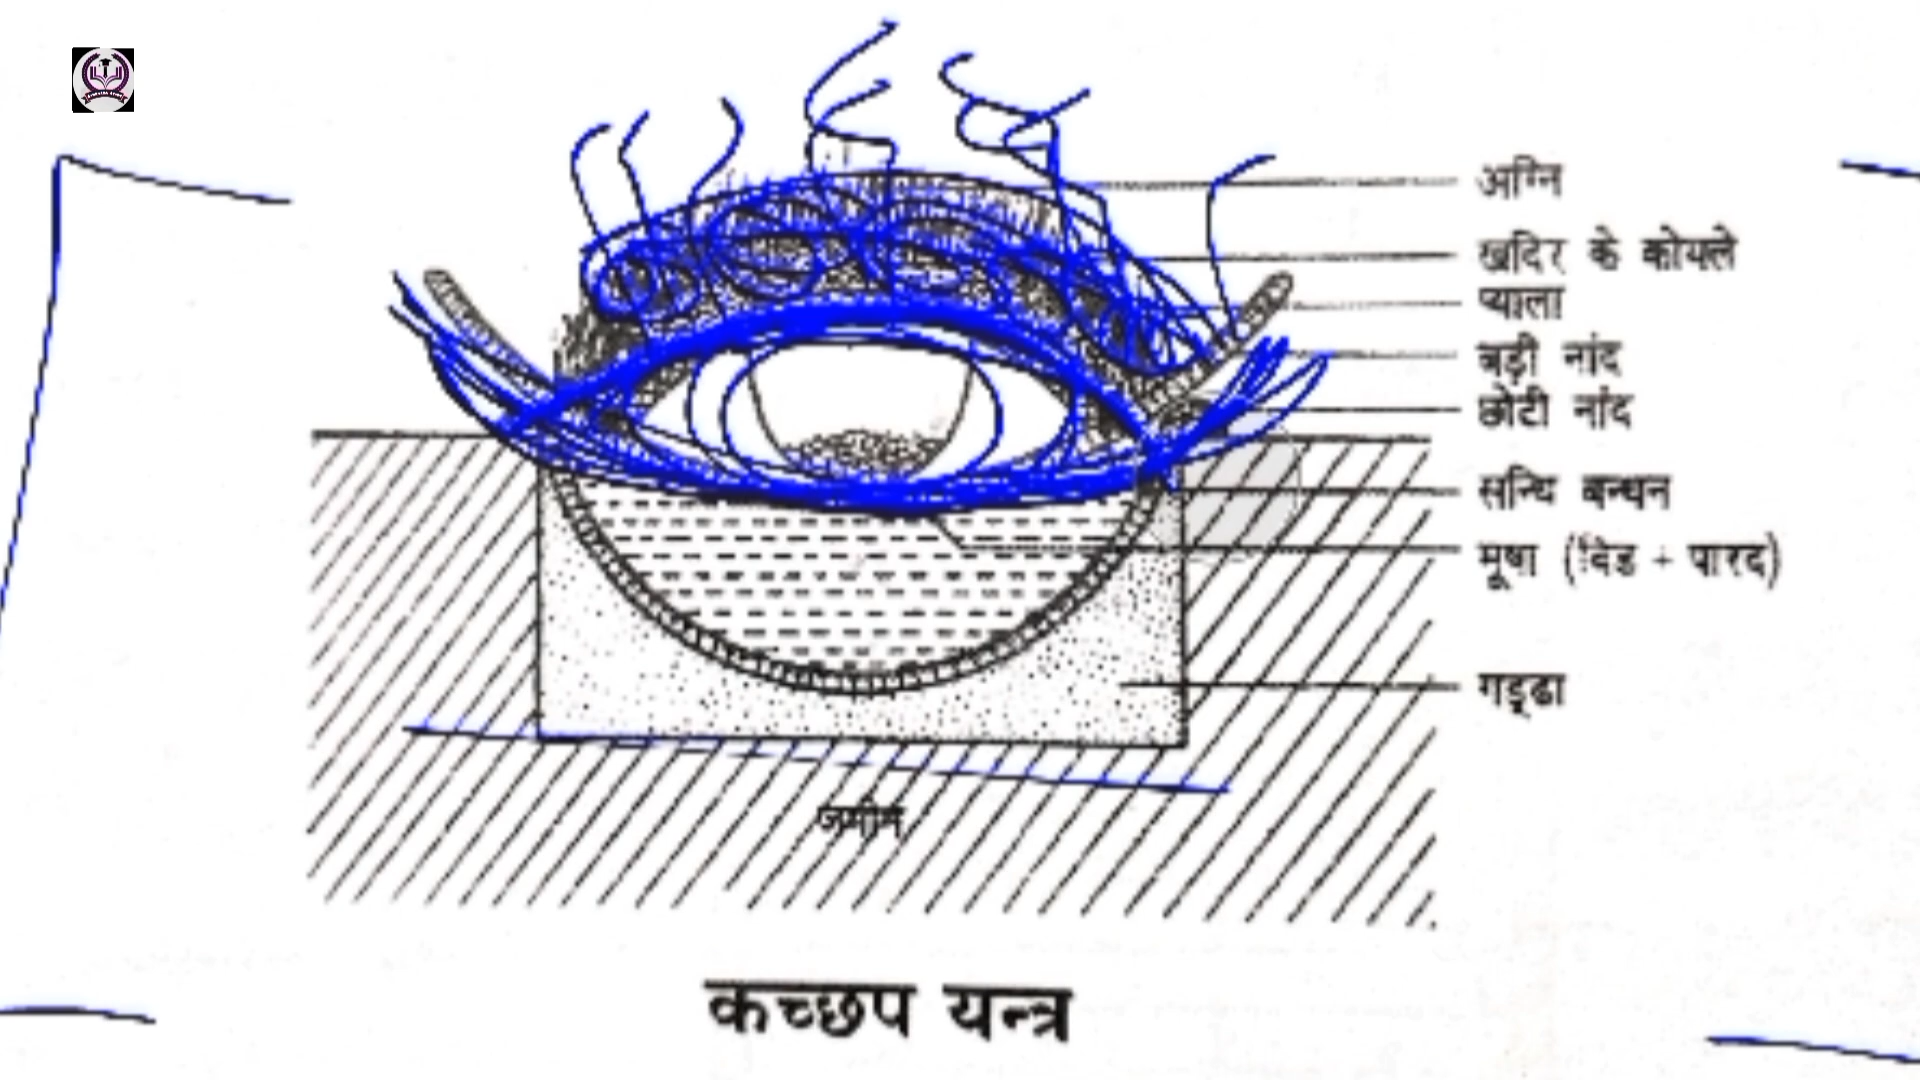 अग्नि
खदिर के कोयले
प्याला
बड़ी नांद
छोटी नांद
सन्धि बन्धन
मूषा (विड + पारद)
गड्ढा
जमीन
कच्छप यन्त्र